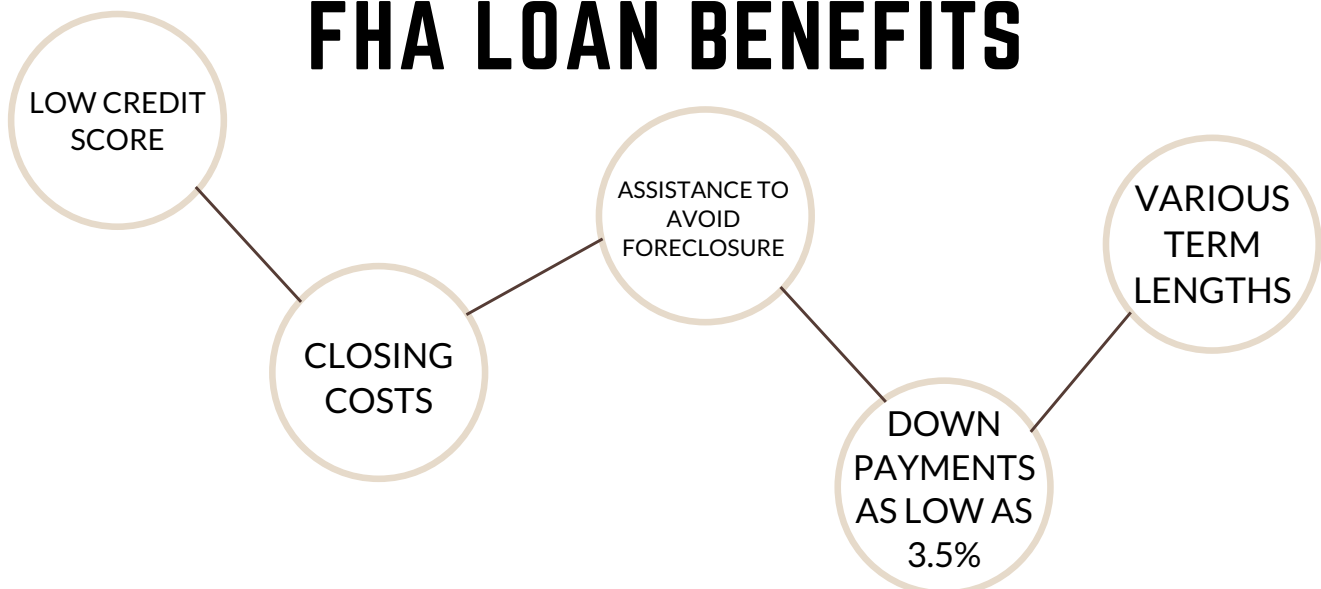 FHA LOAN BENEFITS
LOW CREDIT
SCORE
CLOSING
COSTS
ASSISTANCE TO
AVOID
FORECLOSURE
DOWN
PAYMENTS
AS LOW AS
3.5%
VARIOUS
TERM
LENGTHS